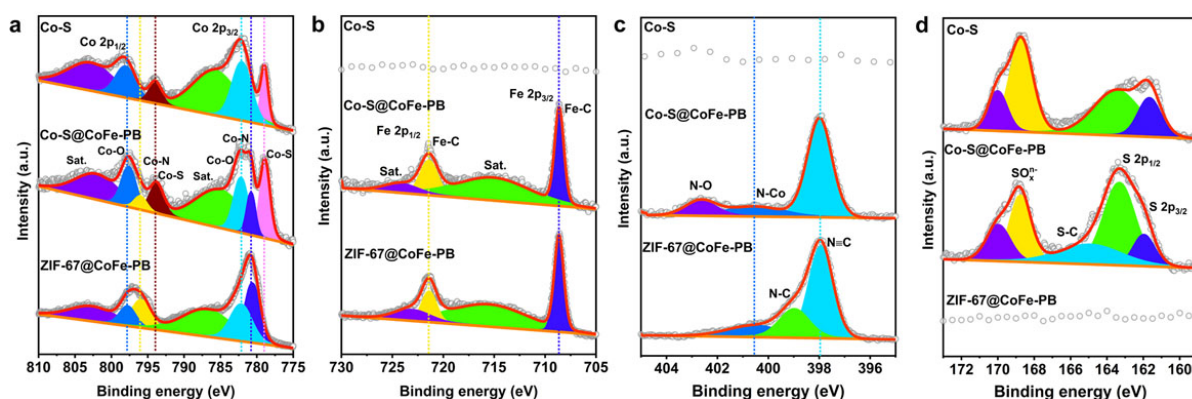 a
Co-S
Co 2p1/2
Co 2p3/2
Co-S@CoFe-PB
Co-O
Sat.
Co-N
Co-S
Sat.
Co-O
Co-N
Co-S
ZIF-67@CoFe-PB
Intensity (a.u.)
810 805 800 795 790 785 780 775
Binding energy (eV)
b
Co-S
Co-S@CoFe-PB
Fe 2p3/2
Fe-C
Fe 2p1/2
Fe-C
Sat.
Sat.
ZIF-67@CoFe-PB
Intensity (a.u.)
730 725 720 715 710 705
Binding energy (eV)
c
Co-S
Co-S@CoFe-PB
N-O
N-Co
ZIF-67@CoFe-PB
N≡C
N-C
Intensity (a.u.)
404 402 400 398 396
Binding energy (eV)
d
Co-S
Co-S@CoFe-PB
SOxn-
S 2p1/2
S 2p3/2
S-C
ZIF-67@CoFe-PB
Intensity (a.u.)
172 170 168 166 164 162 160
Binding energy (eV)